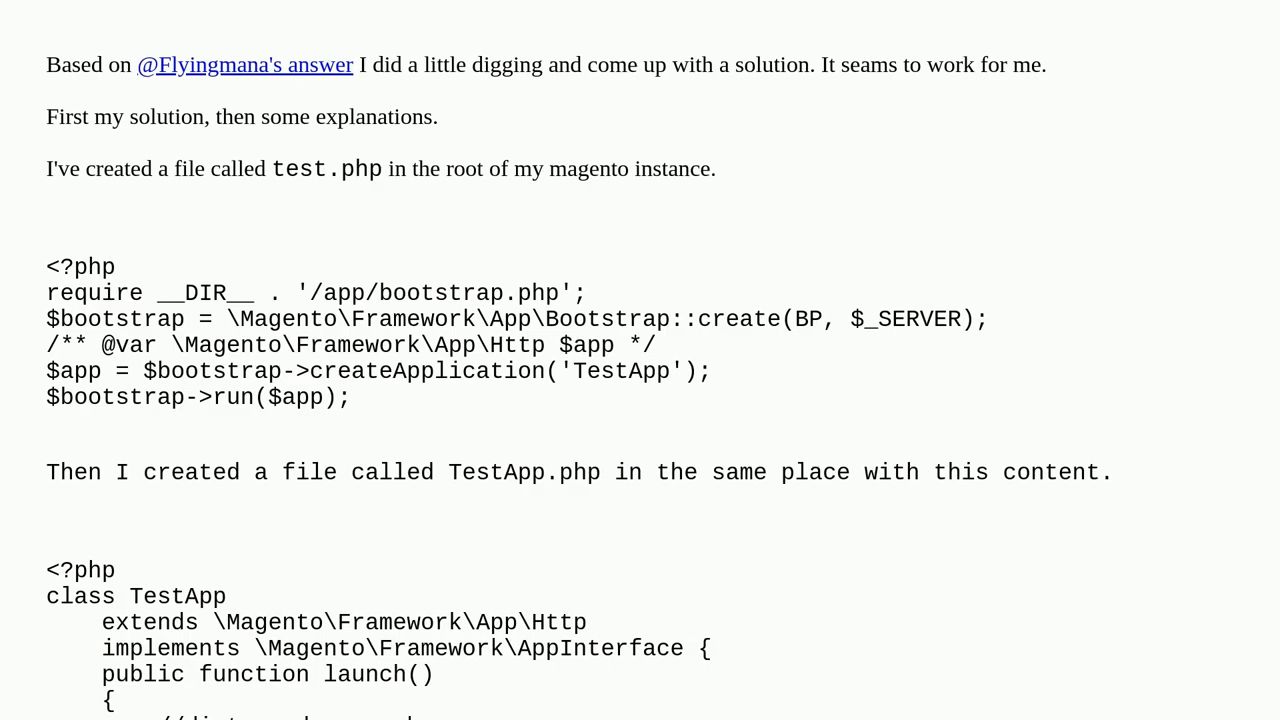 Based on @Flyingmana's answer I did a little digging and come up with a solution. It seams to work for me.
First my solution, then some explanations.
I've created a file called test.php in the root of my magento instance.
<?php
require __DIR__ . '/app/bootstrap.php';
$bootstrap = \Magento\Framework\App\Bootstrap::create(BP, $_SERVER);
/** @var \Magento\Framework\App\Http $app */
$app = $bootstrap->createApplication('TestApp');
$bootstrap->run($app);
Then I created a file called TestApp.php in the same place with this content.
<?php
class TestApp
    extends \Magento\Framework\App\Http
    implements \Magento\Framework\AppInterface {
    public function launch()
    {